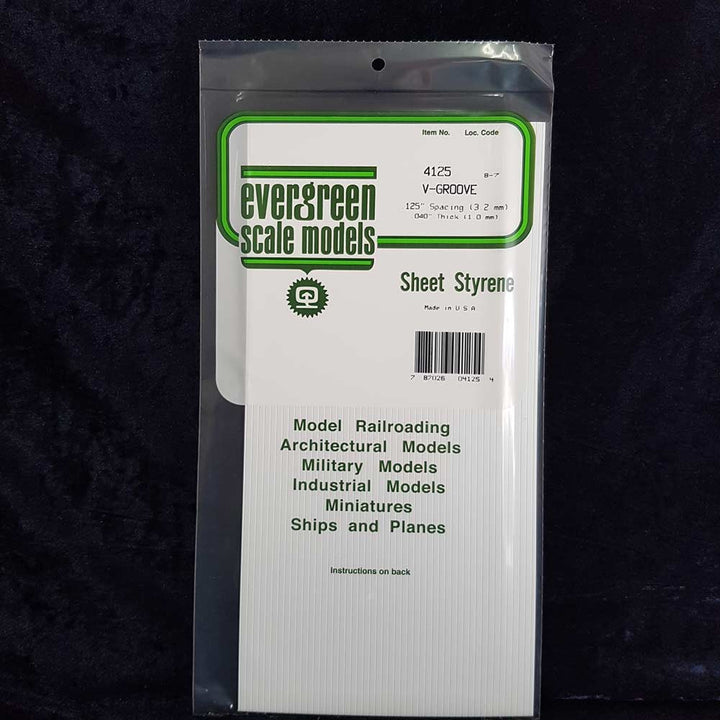 Item No. Loc. Code
4125 B-7
V-GROOVE
.125" Spacing (3.2 mm)
.040" Thick (1.0 mm)
evergreen
scale models
Sheet Styrene
Made in U.S.A
7 87026 04125 4
Model Railroading
Architectural Models
Military Models
Industrial Models
Miniatures
Ships and Planes
Instructions on back